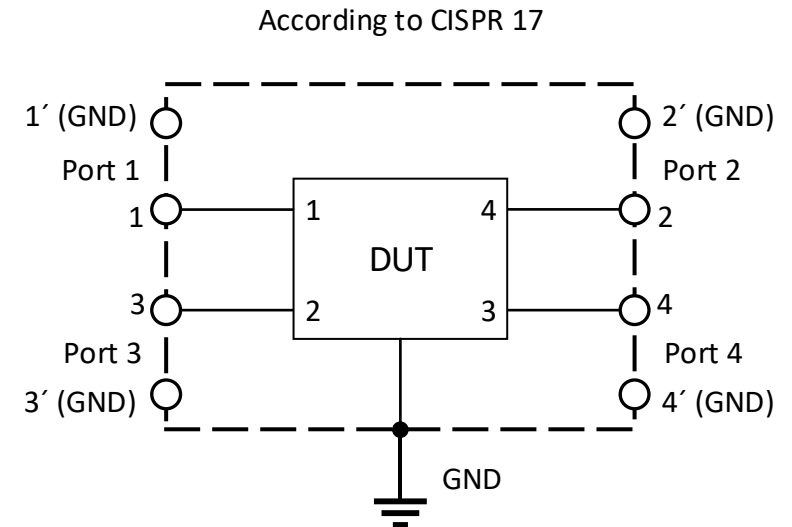 According to CISPR 17
1´ (GND)
2´ (GND)
Port 1
Port 2
1
1
4
2
DUT
3
2
3
4
Port 3
Port 4
3´ (GND)
4´ (GND)
GND